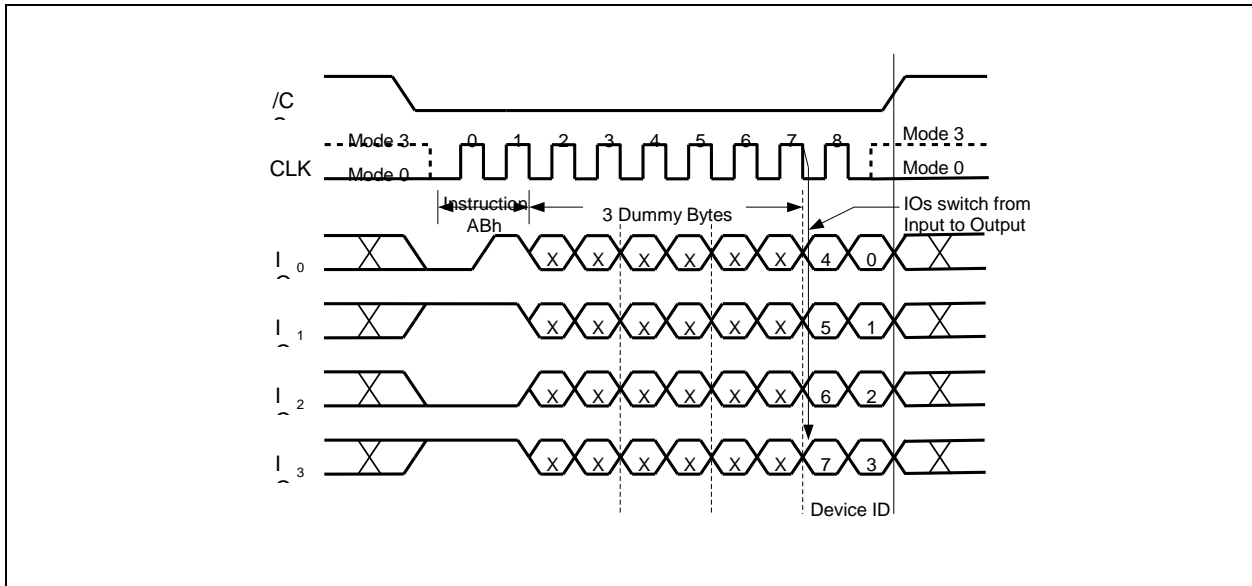 /C
Mode 3 0 1 2 3 4 5 6 7 8 Mode 3
CLK Mode 0 Mode 0
Instruction
ABh
3 Dummy Bytes
IOs switch from
Input to Output
I 0 X X X X X X 4 0
I 1 X X X X X X 5 1
I 2 X X X X X X 6 2
I 3 X X X X X X 7 3
Device ID